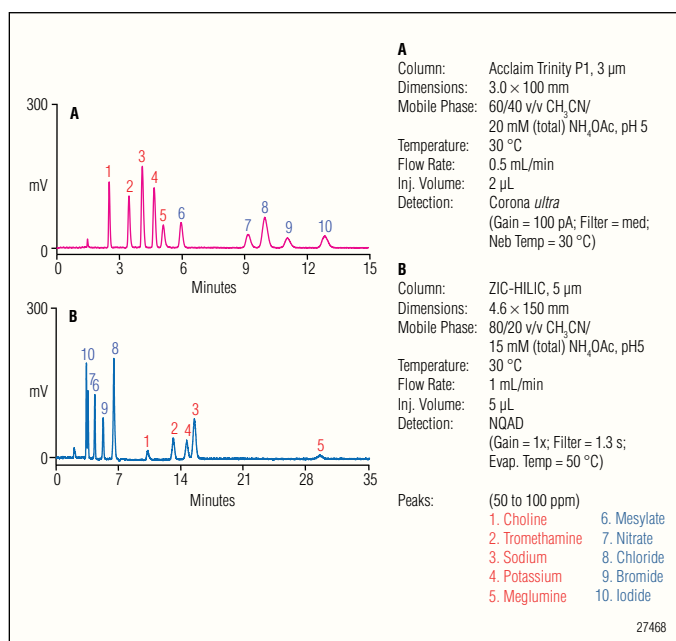 A
Column: Acclaim Trinity P1, 3 µm
Dimensions: 3.0 × 100 mm
Mobile Phase: 60/40 v/v CH₃CN/
20 mM (total) NH₄OAc, pH 5
Temperature: 30 °C
Flow Rate: 0.5 mL/min
Inj. Volume: 2 µL
Detection: Corona ultra
(Gain = 100 pA; Filter = med;
Neb Temp = 30 °C)
B
Column: ZIC-HILIC, 5 µm
Dimensions: 4.6 × 150 mm
Mobile Phase: 80/20 v/v CH₃CN/
15 mM (total) NH₄OAc, pH5
Temperature: 30 °C
Flow Rate: 1 mL/min
Inj. Volume: 5 µL
Detection: NQAD
(Gain = 1x; Filter = 1.3 s;
Evap. Temp = 50 °C)
Peaks: (50 to 100 ppm)
1. Choline 6. Mesylate
2. Tromethamine 7. Nitrate
3. Sodium 8. Chloride
4. Potassium 9. Bromide
5. Meglumine 10. Iodide
27468
300
A
mV
0
1 2 3 4 5 6 7 8 9 10
0 3 6 9 12 15
Minutes
300
B
mV
0
10 7 6 9 8 1 2 4 3 5
0 7 14 21 28 35
Minutes